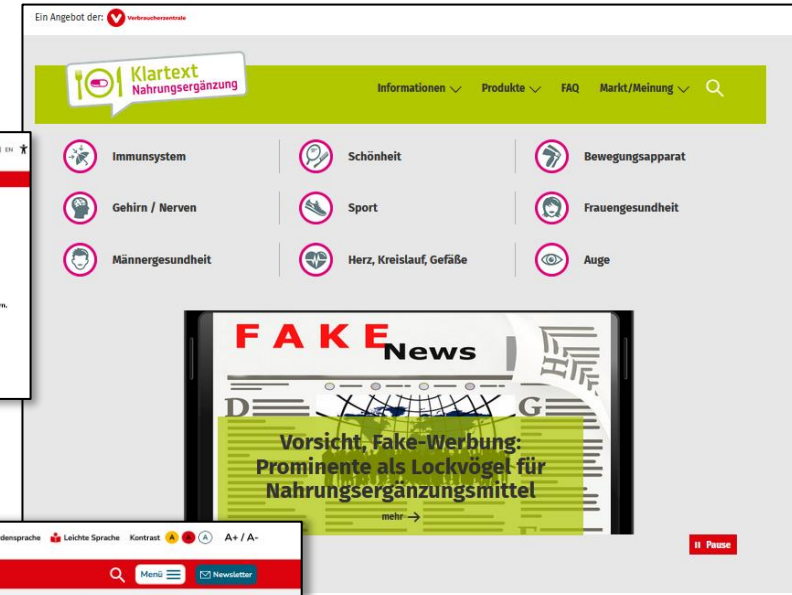 Ein Angebot der: Verbraucherzentrale
Klartext
Nahrungsergänzung
Informationen Produkte FAQ Markt/Meinung
EN
Immunsystem Schönheit Bewegungsapparat
Gehirn / Nerven Sport Frauengesundheit
Männergesundheit Herz, Kreislauf, Gefäße Auge
FAKE News
D G
Vorsicht, Fake-Werbung:
Prominente als Lockvögel für
Nahrungsergänzungsmittel
mehr →
Pause
Leichte Sprache Kontrast A A A A+ / A-
Menü Newsletter